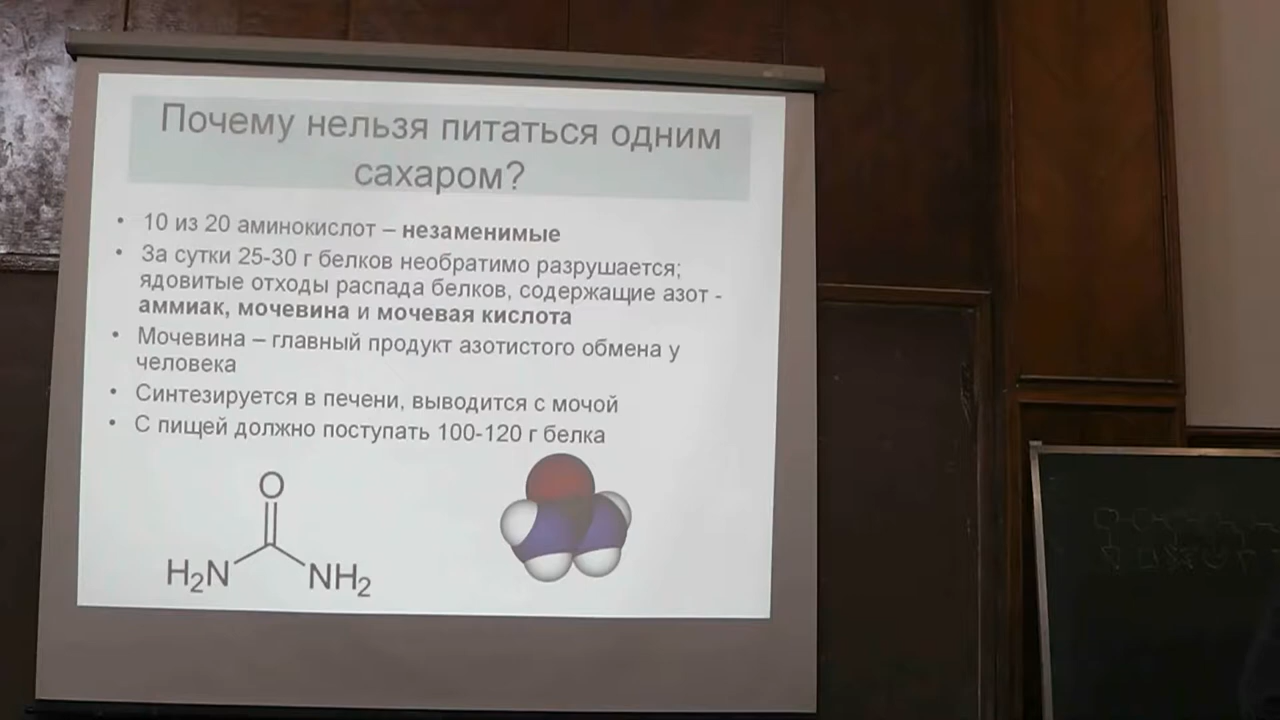 Почему нельзя питаться одним
сахаром?
• 10 из 20 аминокислот – незаменимые
• За сутки 25-30 г белков необратимо разрушается;
ядовитые отходы распада белков, содержащие азот -
аммиак, мочевина и мочевая кислота
• Мочевина – главный продукт азотистого обмена у
человека
• Синтезируется в печени, выводится с мочой
• С пищей должно поступать 100-120 г белка
O
H₂N
NH₂